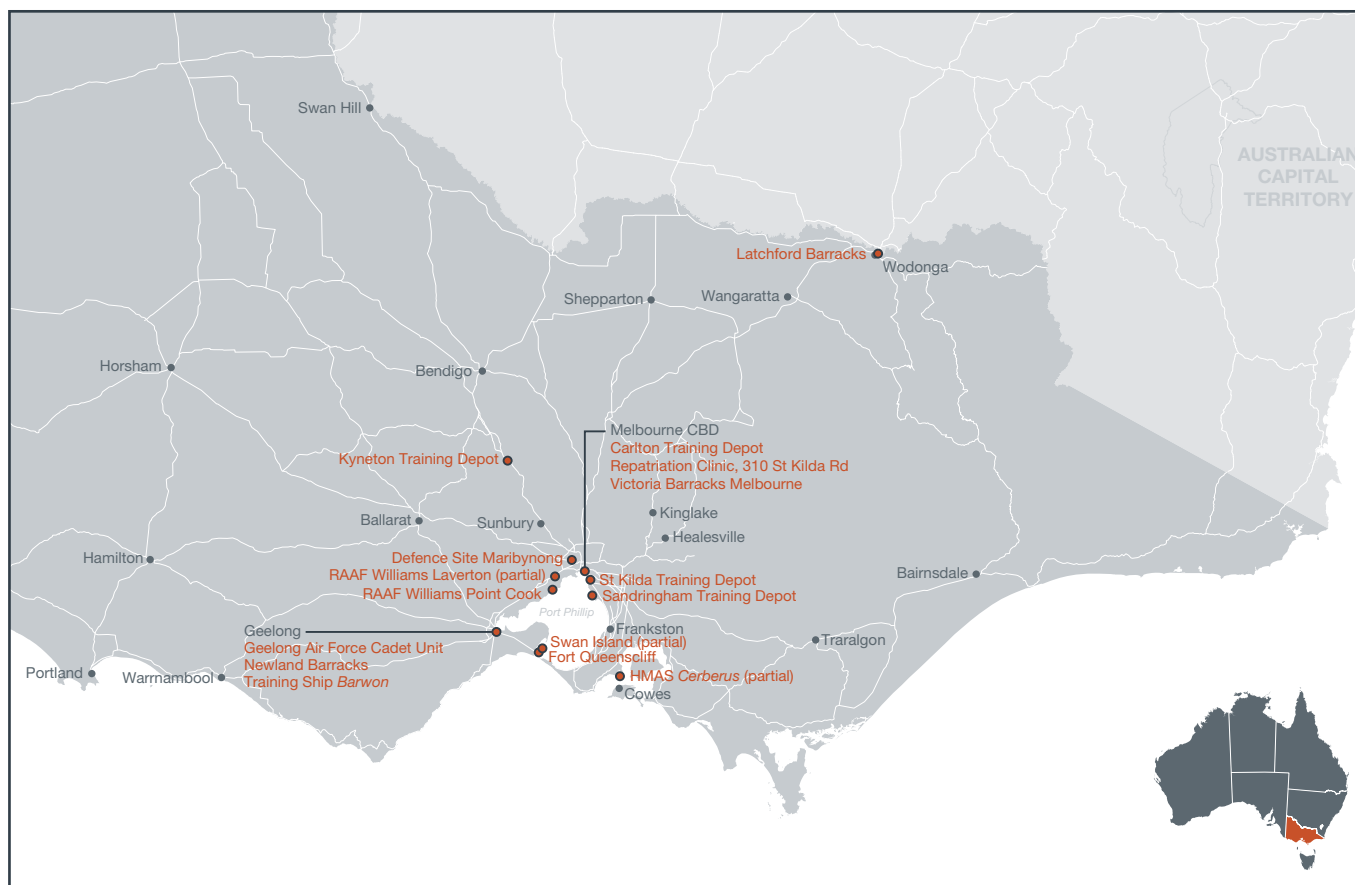 Swan Hill
AUSTRALIAN
CAPITAL
TERRITORY
Latchford Barracks
Wodonga
Shepparton
Wangaratta
Horsham
Bendigo
Melbourne CBD
Carlton Training Depot
Repatriation Clinic, 310 St Kilda Rd
Victoria Barracks Melbourne
Kyneton Training Depot
Ballarat
Sunbury
Kinglake
Healesville
Hamilton
Defence Site Maribynong
RAAF Williams Laverton (partial)
RAAF Williams Point Cook
St Kilda Training Depot
Sandringham Training Depot
Bairnsdale
Port Phillip
Geelong
Geelong Air Force Cadet Unit
Newland Barracks
Training Ship Barwon
Frankston
Swan Island (partial)
Fort Queenscliff
Traralgon
Portland
Warrnambool
HMAS Cerberus (partial)
Cowes